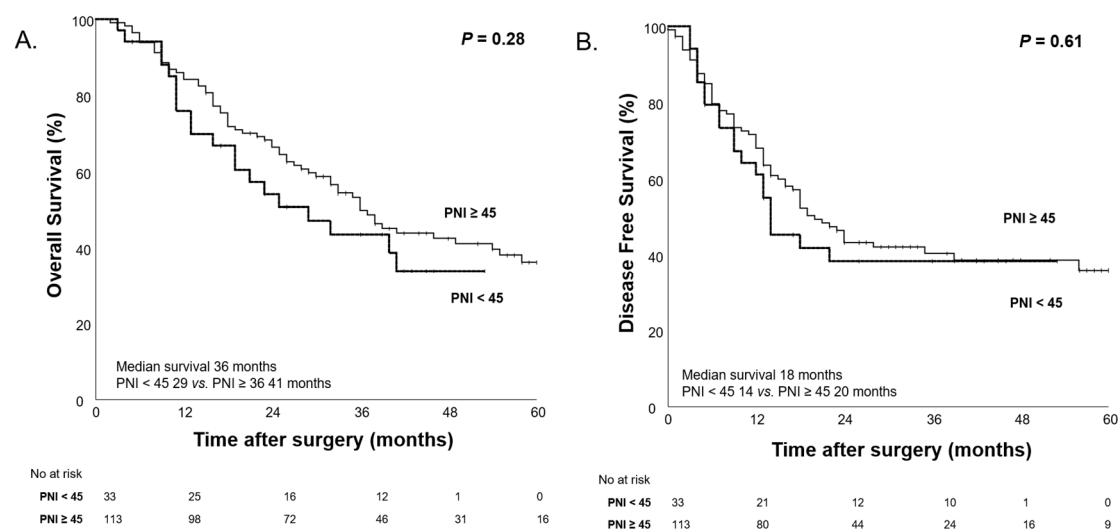 A.
P = 0.28
Overall Survival (%)
100
80
60
40
20
0
PNI ≥ 45
PNI < 45
Median survival 36 months
PNI < 45 29 vs. PNI ≥ 36 41 months
0 12 24 36 48 60
Time after surgery (months)
No at risk
PNI < 45 33 25 16 12 1 0
PNI ≥ 45 113 98 72 46 31 16
B.
P = 0.61
Disease Free Survival (%)
100
80
60
40
20
0
PNI ≥ 45
PNI < 45
Median survival 18 months
PNI < 45 14 vs. PNI ≥ 45 20 months
0 12 24 36 48 60
Time after surgery (months)
No at risk
PNI < 45 33 21 12 10 1 0
PNI ≥ 45 113 80 44 24 16 9